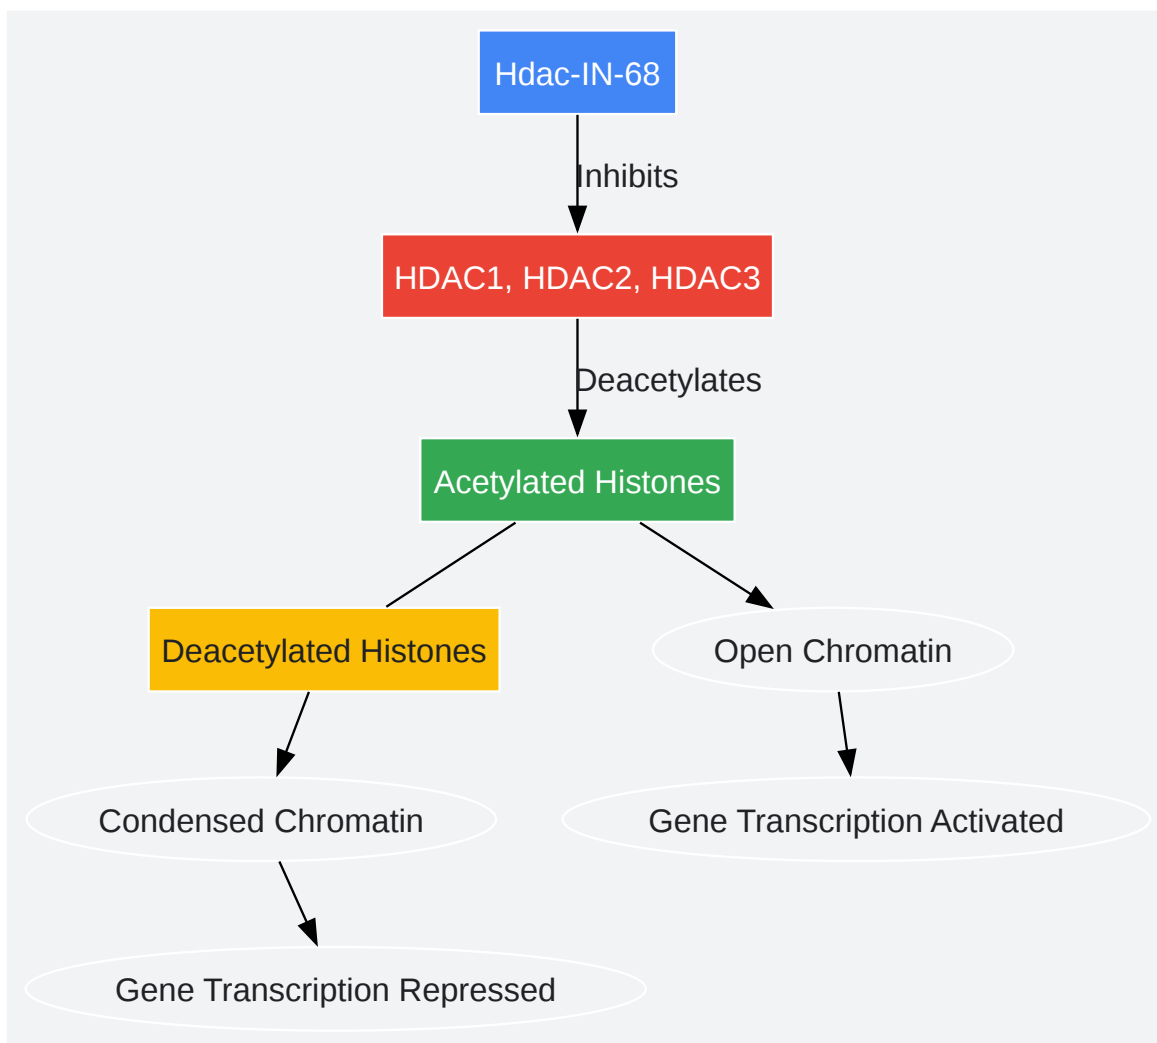 Hdac-IN-68
Inhibits
HDAC1, HDAC2, HDAC3
Deacetylates
Acetylated Histones
Deacetylated Histones
Open Chromatin
Condensed Chromatin
Gene Transcription Activated
Gene Transcription Repressed